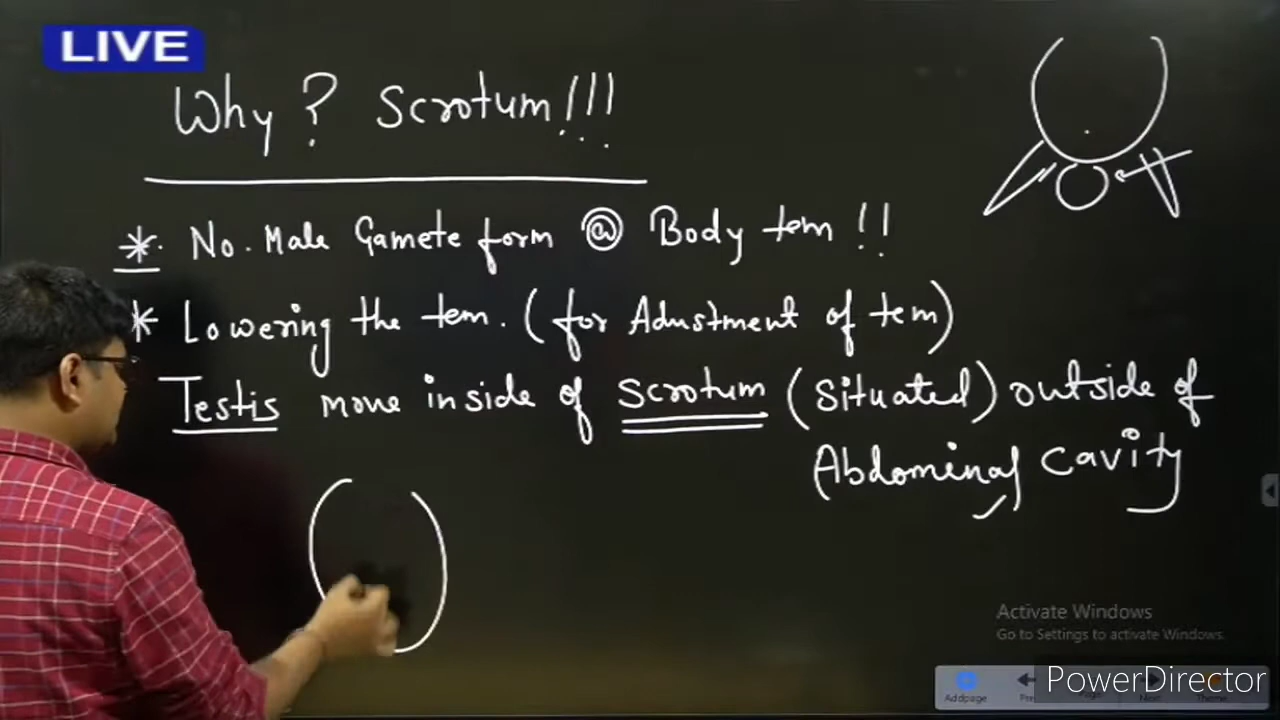 LIVE
Why ? Scrotum !!!
* No. Male Gamete form @ Body tem !!
* Lowering the tem. ( for Adustment of tem )
Testis move inside of scrotum ( Situated ) outside of
Abdominal cavity
Activate Windows
Go to Settings to activate Windows.
Addpage
PowerDirector